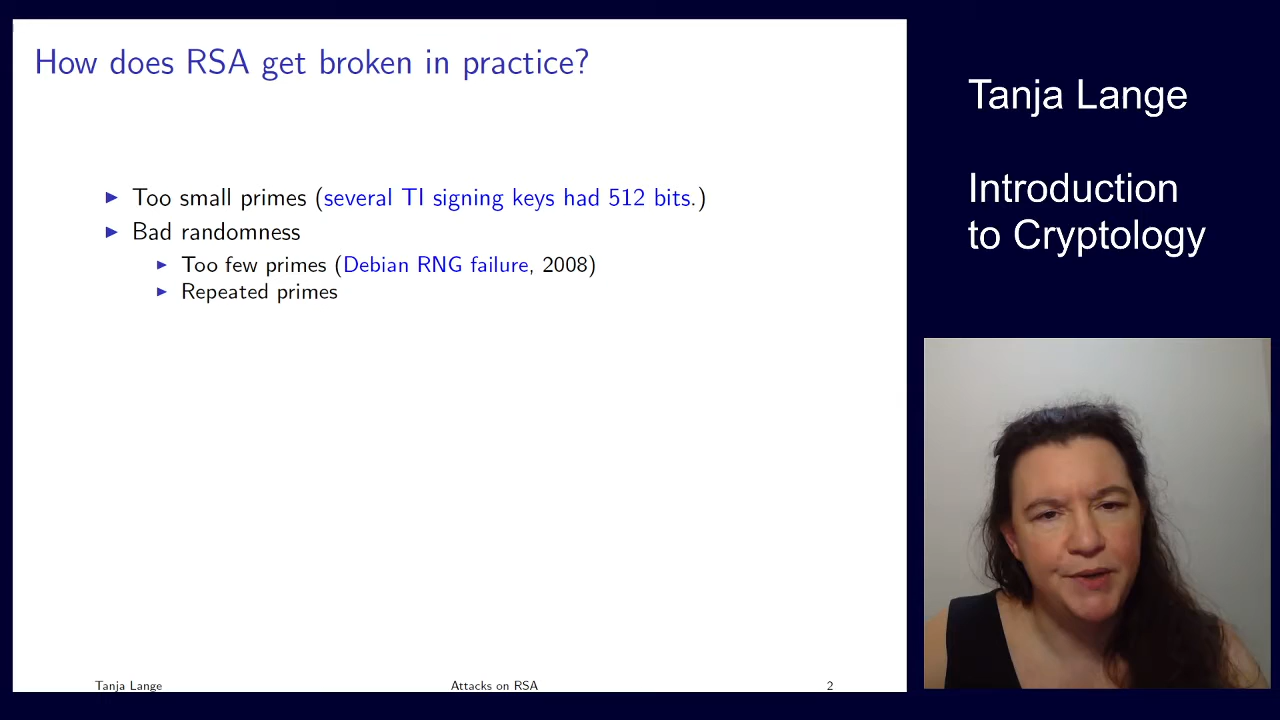 How does RSA get broken in practice?
▶ Too small primes (several TI signing keys had 512 bits.)
▶ Bad randomness
▶ Too few primes (Debian RNG failure, 2008)
▶ Repeated primes
Tanja Lange Attacks on RSA 2
Tanja Lange
Introduction
to Cryptology